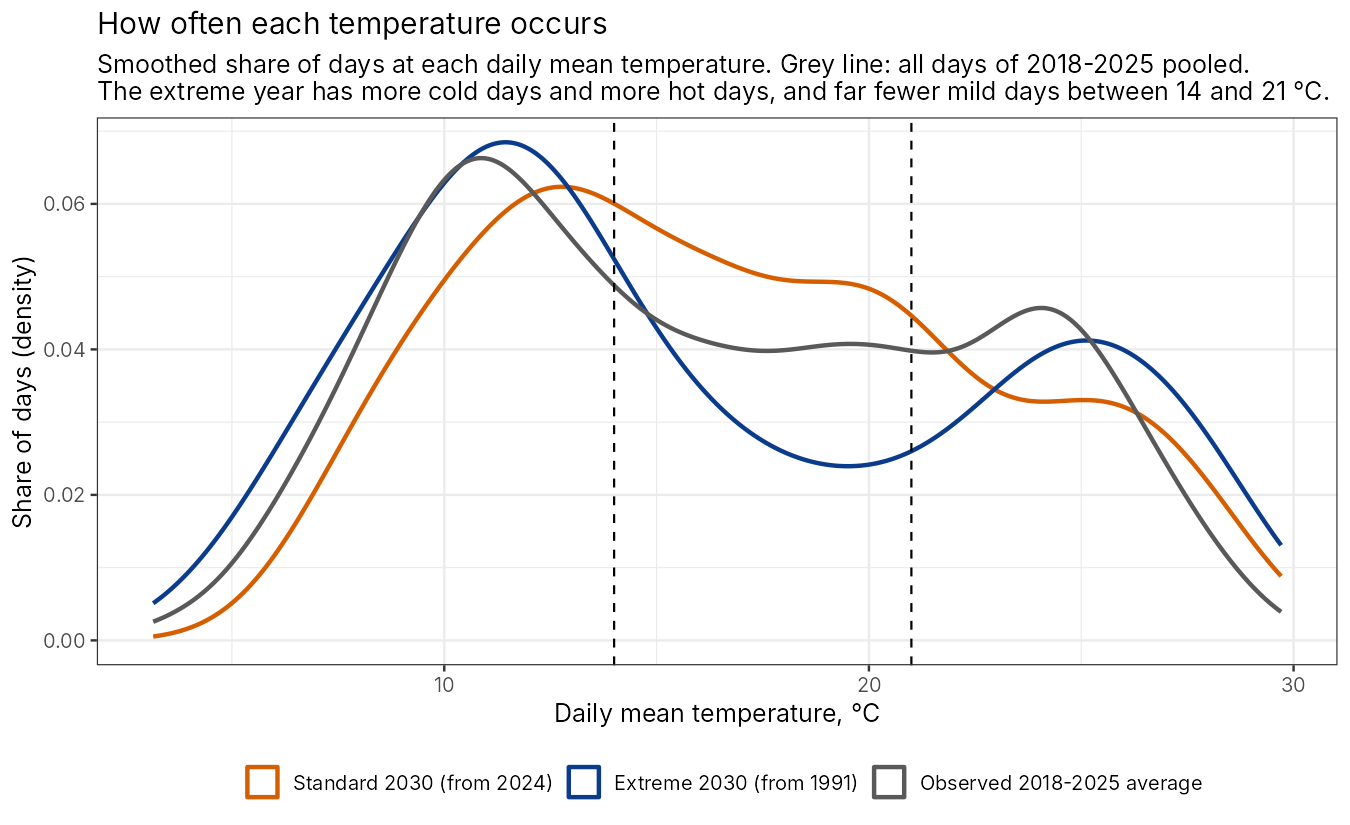 How often each temperature occurs
Smoothed share of days at each daily mean temperature. Grey line: all days of 2018-2025 pooled.
The extreme year has more cold days and more hot days, and far fewer mild days between 14 and 21 °C.
Share of days (density)
0.06
0.04
0.02
0.00
10 20 30
Daily mean temperature, °C
Standard 2030 (from 2024) Extreme 2030 (from 1991) Observed 2018-2025 average